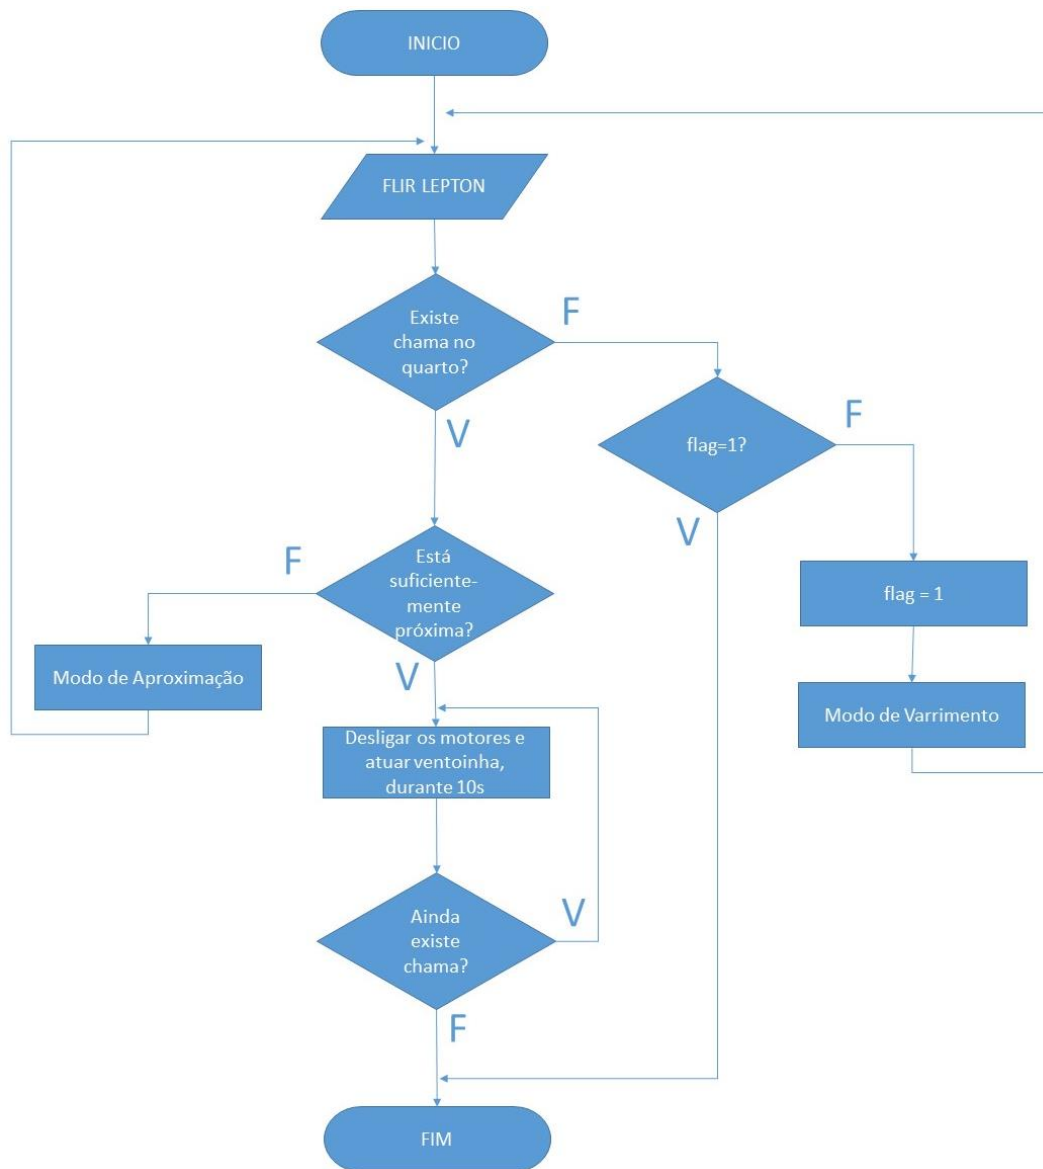 INICIO
FLIR LEPTON
Existe
chama no
quarto?
F
V
flag=1?
F
V
Está
suficiente-
mente
próxima?
F
V
flag = 1
Modo de Aproximação
Modo de Varrimento
Desligar os motores e
atuar ventoinha,
durante 10s
Ainda
existe
chama?
V
F
FIM